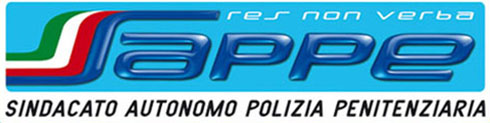 res non verba
Sappe
SINDACATO AUTONOMO POLIZIA PENITENZIARIA